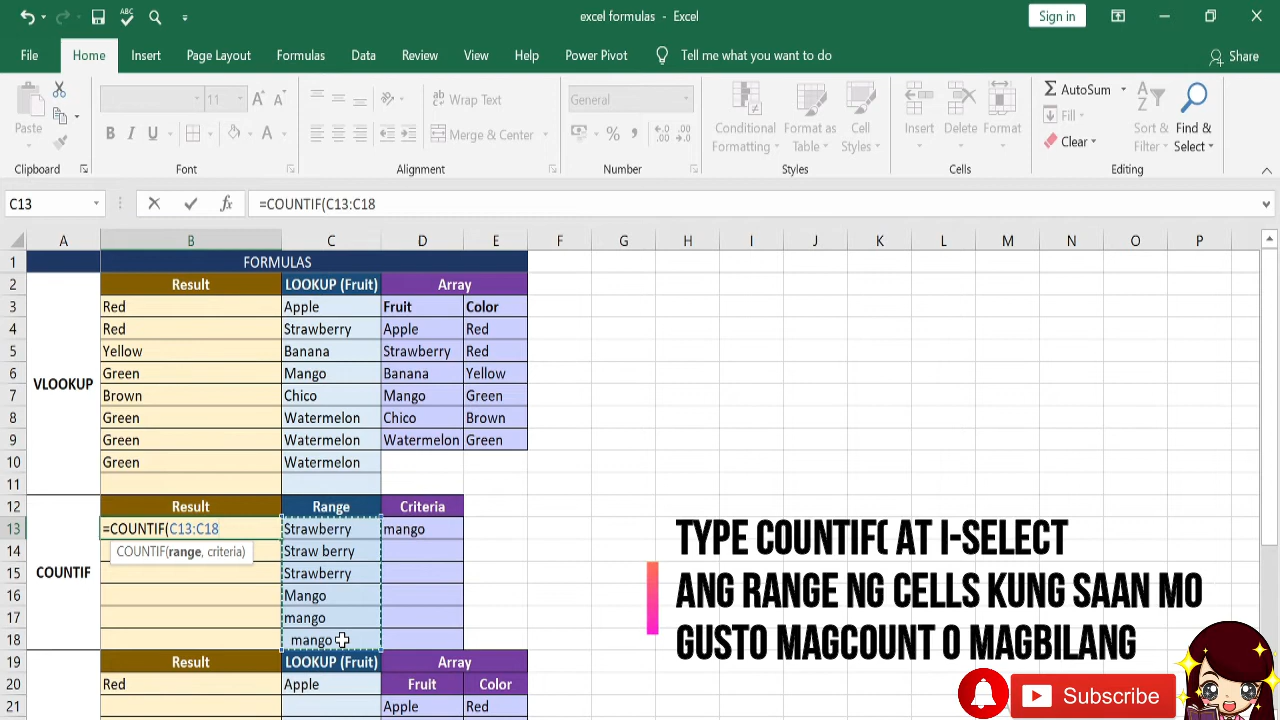 excel formulas - Excel
Sign in
File Home Insert Page Layout Formulas Data Review View Help Power Pivot Tell me what you want to do Share
Paste
Clipboard
B I U A A A
Font
Wrap Text
Merge & Center
Alignment
General
% ,
Number
Conditional Formatting
Format as Table
Cell Styles
Styles
Insert Delete Format
Cells
AutoSum
Fill
Clear
Sort & Filter
Find & Select
Editing
C13 fx =COUNTIF(C13:C18
A B C D E F G H I J K L M N O P
1 FORMULAS
2 Result LOOKUP (Fruit) Array
3 Red Apple Fruit Color
4 Red Strawberry Apple Red
5 Yellow Banana Strawberry Red
6 Green Mango Banana Yellow
VLOOKUP
7 Brown Chico Mango Green
8 Green Watermelon Chico Brown
9 Green Watermelon Watermelon Green
10 Green Watermelon
11
12 Result Range Criteria
13 =COUNTIF(C13:C18 Strawberry mango
14 COUNTIF(range, criteria) Straw berry
15 COUNTIF Strawberry
16 Mango
17 mango
18 mango
19 Result LOOKUP (Fruit) Array
20 Red Apple Fruit Color
21 Apple Red
TYPE COUNTIF( AT I-SELECT
ANG RANGE NG CELLS KUNG SAAN MO
GUSTO MAGCOUNT O MAGBILANG
Subscribe